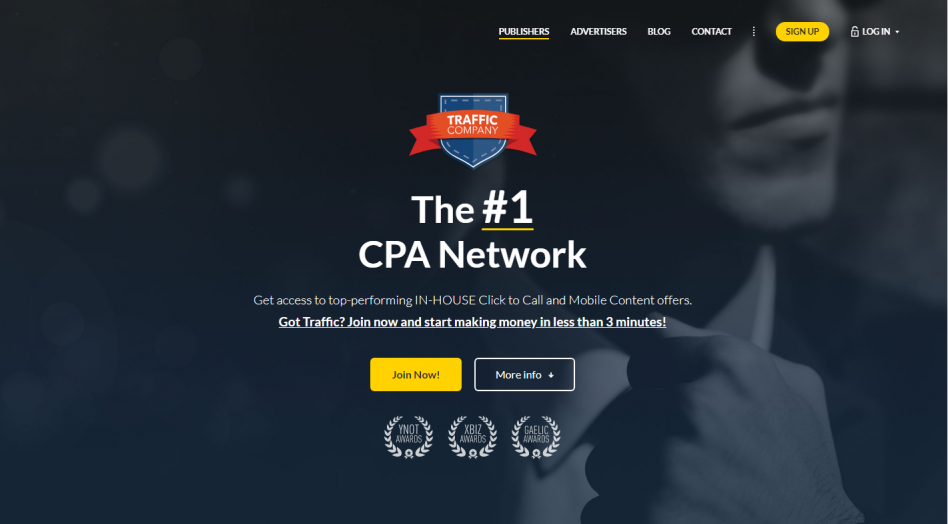 PUBLISHERS ADVERTISERS BLOG CONTACT SIGN UP LOG IN
TRAFFIC
COMPANY
The #1
CPA Network
Get access to top-performing IN-HOUSE Click to Call and Mobile Content offers.
Got Traffic? Join now and start making money in less than 3 minutes!
Join Now! More info
YNOT AWARDS
XBIZ AWARDS
GAELIC AWARDS